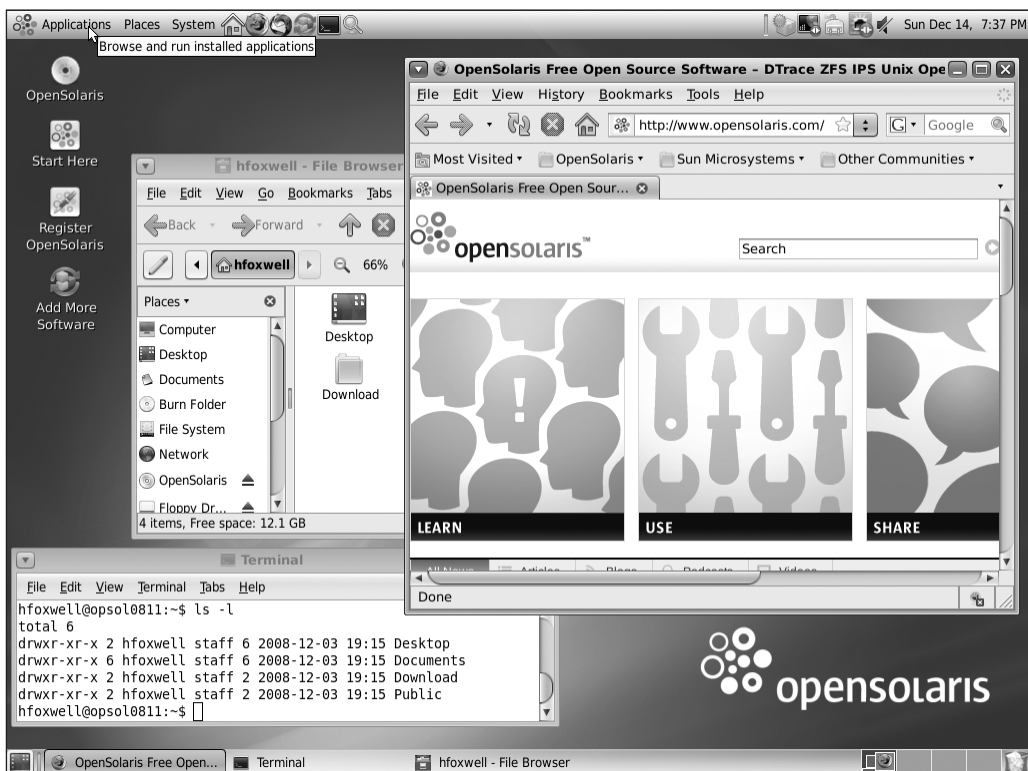 Applications Places System
Sun Dec 14, 7:37 PM
Browse and run installed applications
OpenSolaris
Start Here
Register
OpenSolaris
Add More
Software
hfoxwell - File Browser
File Edit View Go Bookmarks Tabs
Back Forward
hfoxwell 66%
Places
Computer
Desktop
Documents
Burn Folder
File System
Network
OpenSolaris
Floppy Dr...
Desktop
Download
4 items, Free space: 12.1 GB
OpenSolaris Free Open Source Software – DTrace ZFS IPS Unix Ope
File Edit View History Bookmarks Tools Help
http://www.opensolaris.com/ G Google
Most Visited OpenSolaris Sun Microsystems Other Communities
OpenSolaris Free Open Sour...
opensolaris™
Search
!
LEARN USE SHARE
All News Articles Blogs Podcasts Videos
Done
Terminal
File Edit View Terminal Tabs Help
hfoxwell@opsol0811:~$ ls -l
total 6
drwxr-xr-x 2 hfoxwell staff 6 2008-12-03 19:15 Desktop
drwxr-xr-x 6 hfoxwell staff 6 2008-12-03 19:15 Documents
drwxr-xr-x 2 hfoxwell staff 2 2008-12-03 19:15 Download
drwxr-xr-x 2 hfoxwell staff 2 2008-12-03 19:15 Public
hfoxwell@opsol0811:~$
opensolaris
OpenSolaris Free Open... Terminal hfoxwell - File Browser